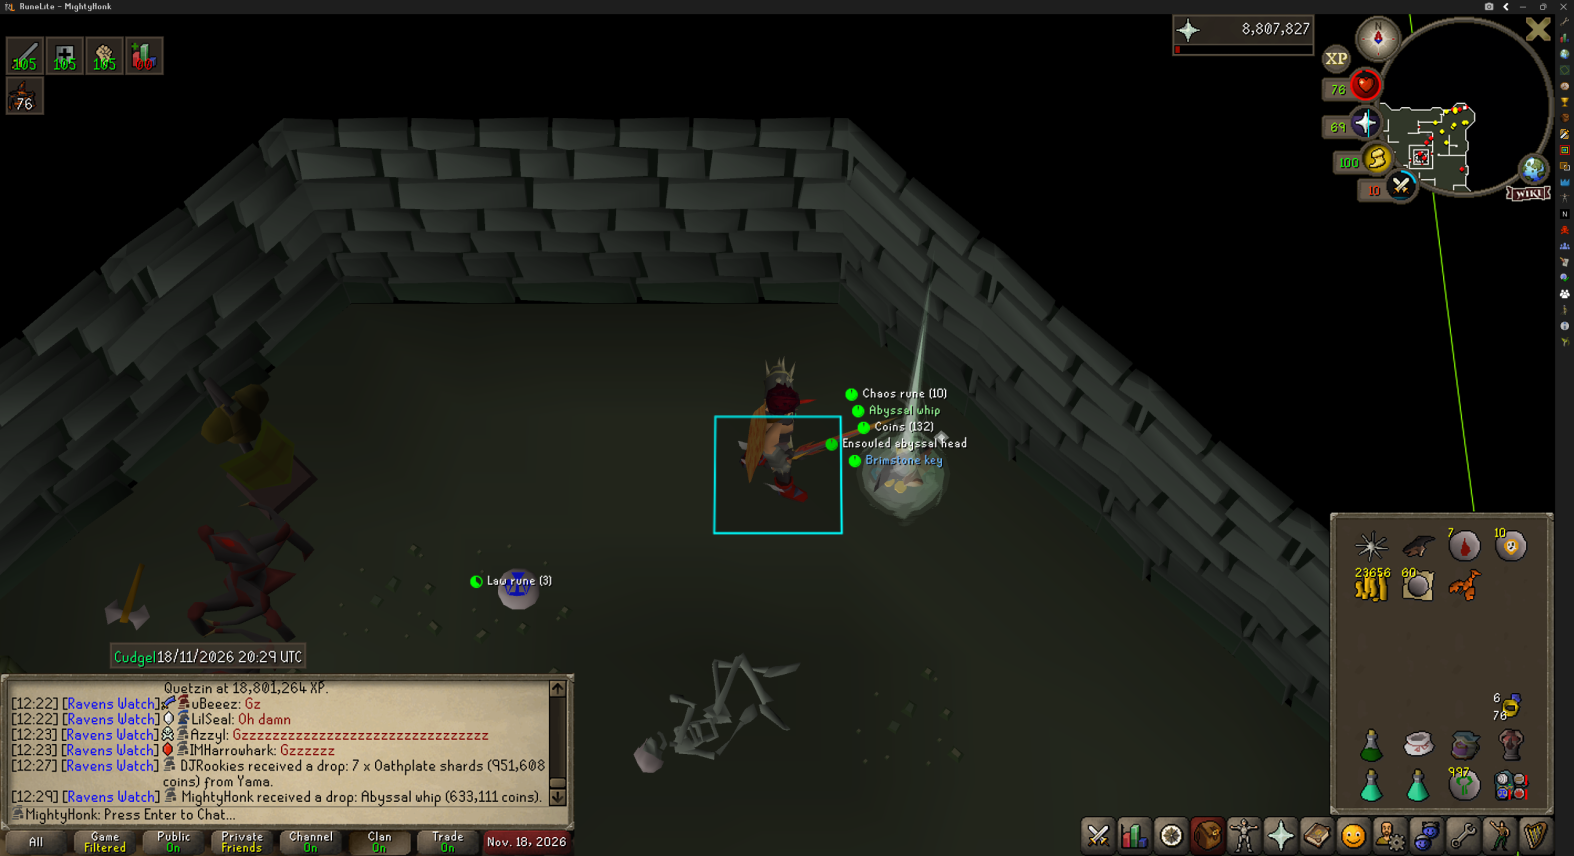 RuneLite - MightyHonk
8,807,827
105
105
105
76
N
XP
76
69
100
10
WIKI
Chaos rune (10)
Abyssal whip
Coins (132)
Ensouled abyssal head
Brimstone key
Law rune (3)
7
10
23656
60
6
76
997
Cudgel 18/11/2026 20:29 UTC
Quetzin at 18,801,264 XP.
[12:22] [Ravens Watch] uBeeez: Gz
[12:22] [Ravens Watch] LilSeal: Oh damn
[12:23] [Ravens Watch] Azzyl: Gzzzzzzzzzzzzzzzzzzzzzzzzzzzzzzzz
[12:23] [Ravens Watch] IMHarrowhark: Gzzzzzz
[12:27] [Ravens Watch] DJRookies received a drop: 7 x Oathplate shards (951,608
coins) from Yama.
[12:29] [Ravens Watch] MightyHonk received a drop: Abyssal whip (633,111 coins).
MightyHonk: Press Enter to Chat...
All
Game
Filtered
Public
On
Private
Friends
Channel
On
Clan
On
Trade
On
Nov. 18, 2026